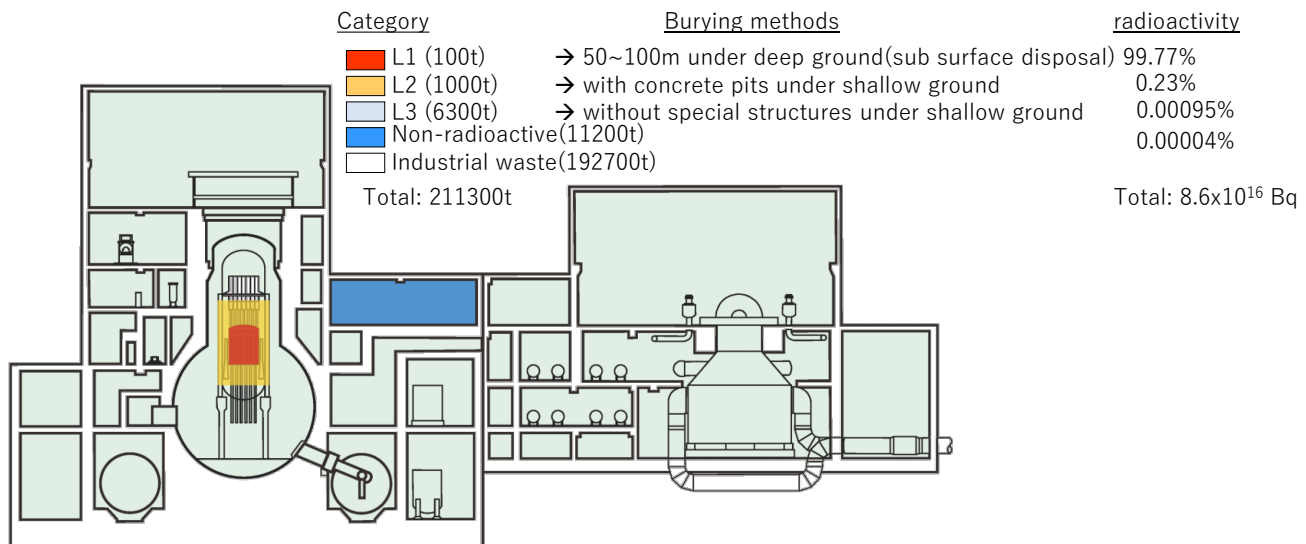 Category Burying methods radioactivity
L1 (100t) → 50~100m under deep ground(sub surface disposal) 99.77%
L2 (1000t) → with concrete pits under shallow ground 0.23%
L3 (6300t) → without special structures under shallow ground 0.00095%
Non-radioactive(11200t) 0.00004%
Industrial waste(192700t)
Total: 211300t Total: 8.6x10¹⁶ Bq